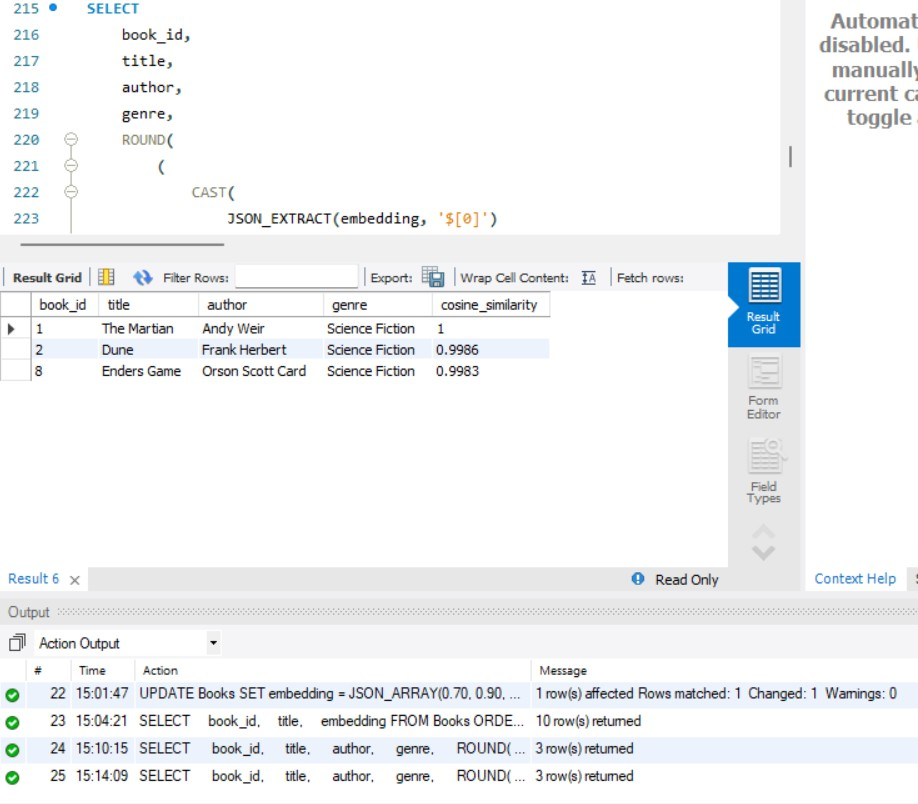 215 SELECT
216 book_id,
217 title,
218 author,
219 genre,
220 ROUND(
221 (
222 CAST(
223 JSON_EXTRACT(embedding, '$[0]')
Automat
disabled.
manually
current ca
toggle
Result Grid Filter Rows: Export: Wrap Cell Content: Fetch rows:
book_id title author genre cosine_similarity
1 The Martian Andy Weir Science Fiction 1
2 Dune Frank Herbert Science Fiction 0.9986
8 Enders Game Orson Scott Card Science Fiction 0.9983
Result
Grid
Form
Editor
Field
Types
Result 6 Read Only Context Help
Output
Action Output
# Time Action Message
22 15:01:47 UPDATE Books SET embedding = JSON_ARRAY(0.70, 0.90, ... 1 row(s) affected Rows matched: 1 Changed: 1 Warnings: 0
23 15:04:21 SELECT book_id, title, embedding FROM Books ORDE... 10 row(s) returned
24 15:10:15 SELECT book_id, title, author, genre, ROUND( ... 3 row(s) returned
25 15:14:09 SELECT book_id, title, author, genre, ROUND( ... 3 row(s) returned